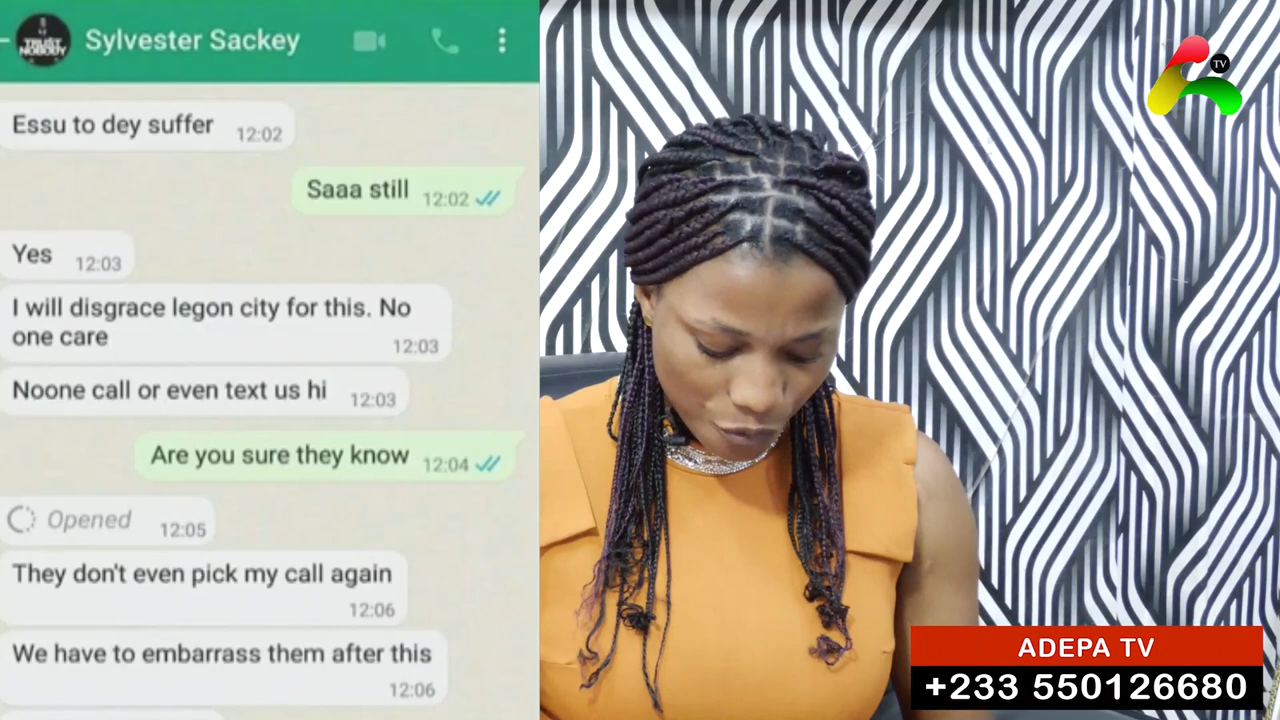 TRUST
NOBODY
Sylvester Sackey
Essu to dey suffer 12:02
Saaa still 12:02
Yes 12:03
I will disgrace legon city for this. No
one care 12:03
Noone call or even text us hi 12:03
Are you sure they know 12:04
Opened 12:05
They don't even pick my call again
12:06
We have to embarrass them after this
12:06
TV
ADEPA TV
+233 550126680